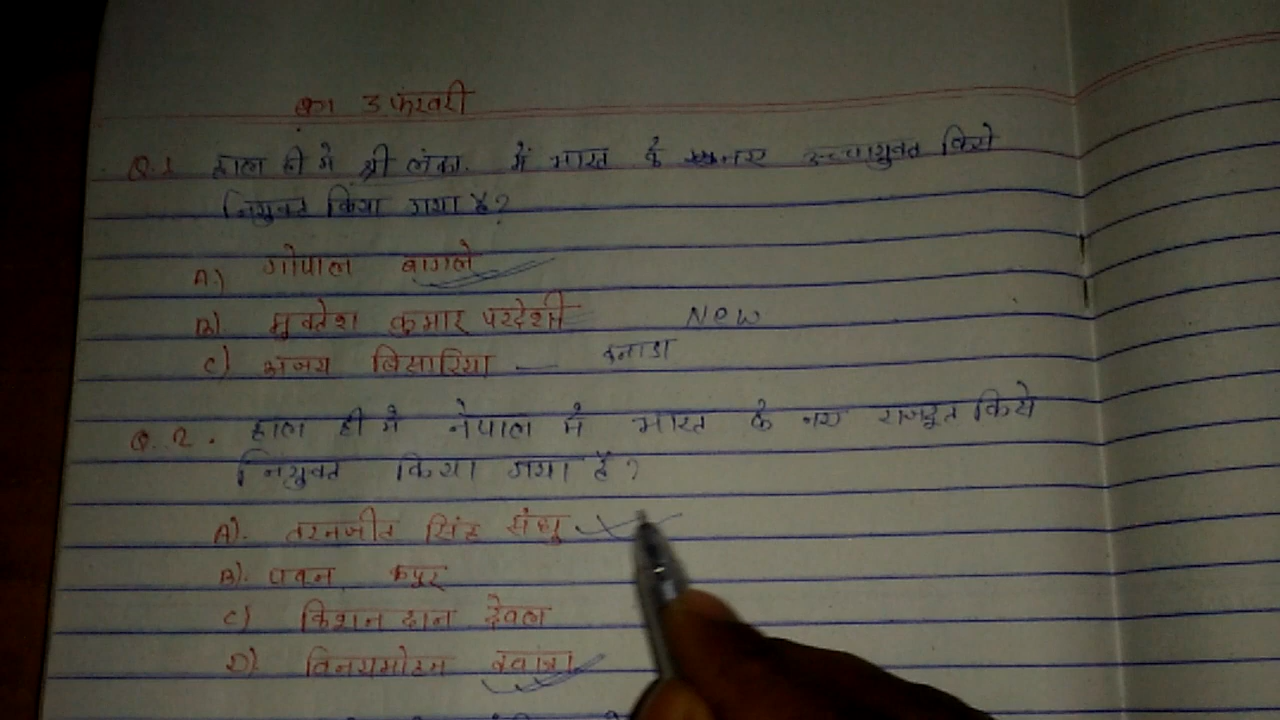 का 3 फरवरी
Q.1 हाल ही मे श्री लंका. में भारत के नए उच्चायुक्त किसे
नियुक्त किया गया है?
A.) गोपाल बागले
B). मुक्तेश कुमार परदेशी New
C) अजय बिसारिया — कनाडा
Q.2. हाल ही मे नेपाल मे भारत के नए राजदूत किसे
नियुक्त किया गया है?
A). तरनजीत सिंह संधु
B). पवन कपूर
C) किशन दान देवल
D). विनयमोहन क्वात्रा